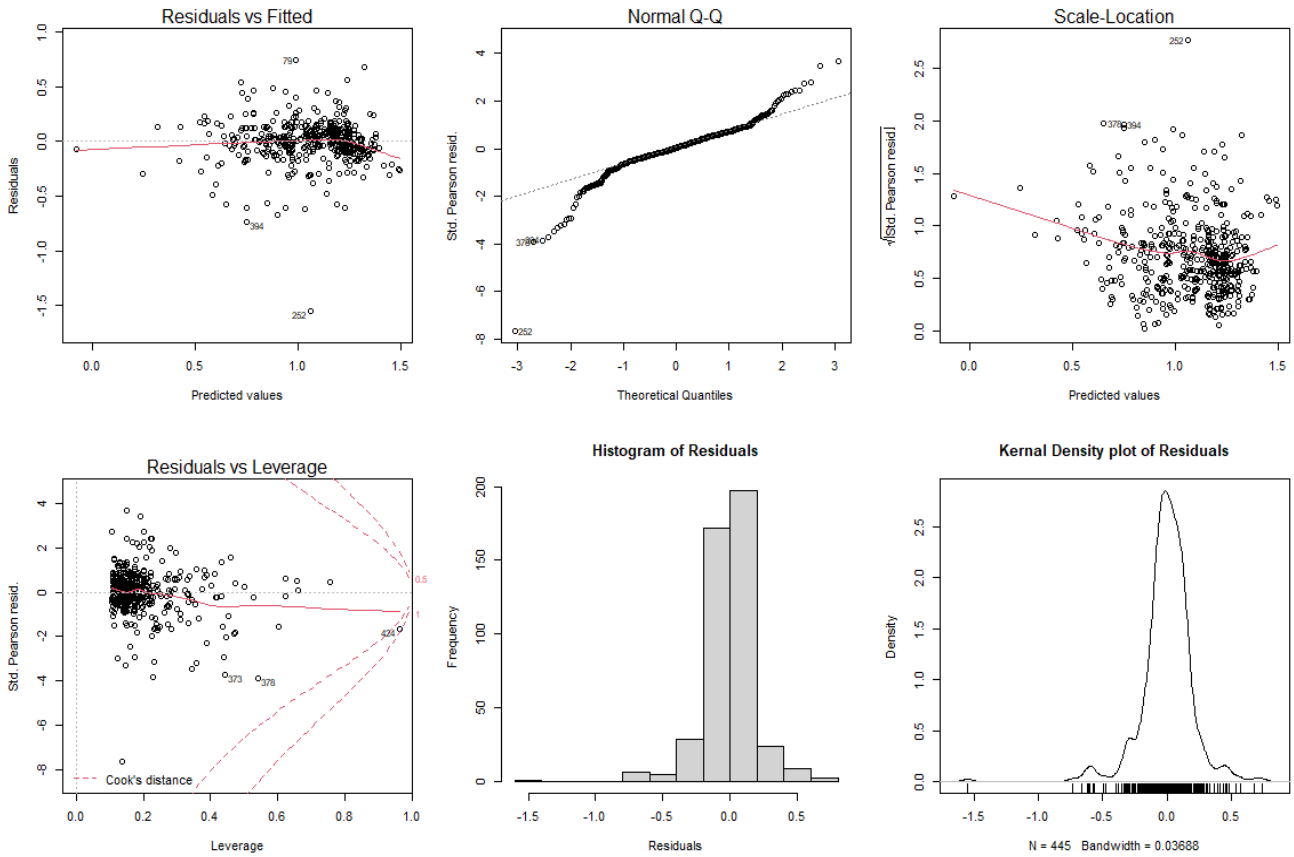 Residuals vs Fitted
1.0
0.5
0.0
-0.5
-1.0
-1.5
Residuals
79
394
252
0.0 0.5 1.0 1.5
Predicted values
Normal Q-Q
4
2
0
-2
-4
-6
-8
Std. Pearson resid.
378
394
252
-3 -2 -1 0 1 2 3
Theoretical Quantiles
Scale-Location
2.5
2.0
1.5
1.0
0.5
0.0
√|Std. Pearson resid|
252
378
394
0.0 0.5 1.0 1.5
Predicted values
Residuals vs Leverage
4
2
0
-2
-4
-6
-8
Std. Pearson resid.
0.5
1
424
373
378
Cook's distance
0.0 0.2 0.4 0.6 0.8 1.0
Leverage
Histogram of Residuals
200
150
100
50
0
Frequency
-1.5 -1.0 -0.5 0.0 0.5
Residuals
Kernal Density plot of Residuals
2.5
2.0
1.5
1.0
0.5
0.0
Density
-1.5 -1.0 -0.5 0.0 0.5
N = 445 Bandwidth = 0.03688